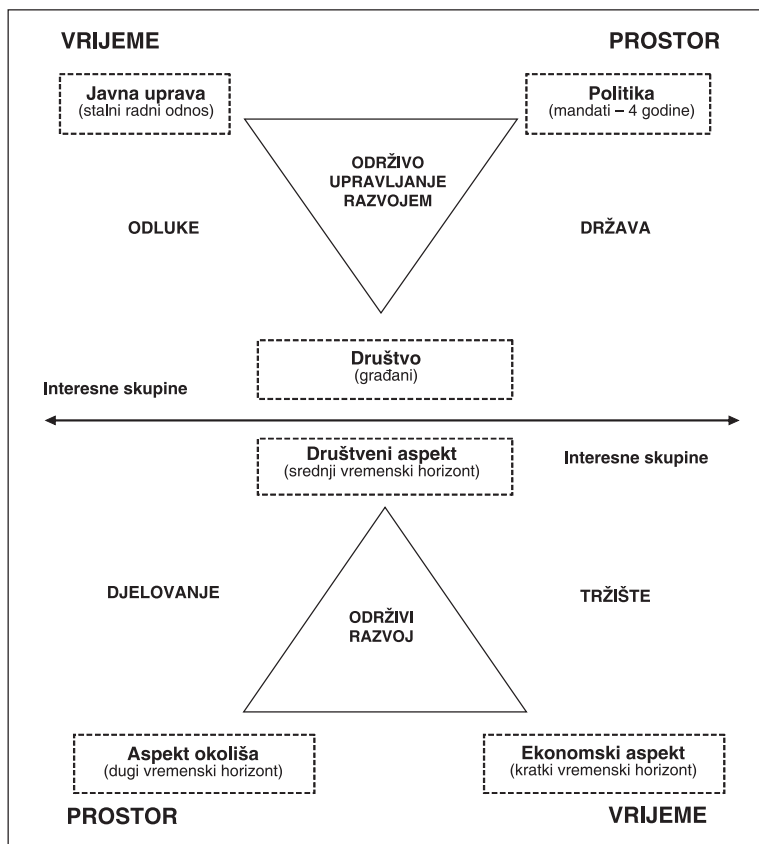 VRIJEME
PROSTOR
Javna uprava
(stalni radni odnos)
Politika
(mandati – 4 godine)
ODRŽIVO
UPRAVLJANJE
RAZVOJEM
ODLUKE
DRŽAVA
Društvo
(građani)
Interesne skupine
Društveni aspekt
(srednji vremenski horizont)
Interesne skupine
DJELOVANJE
TRŽIŠTE
ODRŽIVI
RAZVOJ
Aspekt okoliša
(dugi vremenski horizont)
Ekonomski aspekt
(kratki vremenski horizont)
PROSTOR
VRIJEME